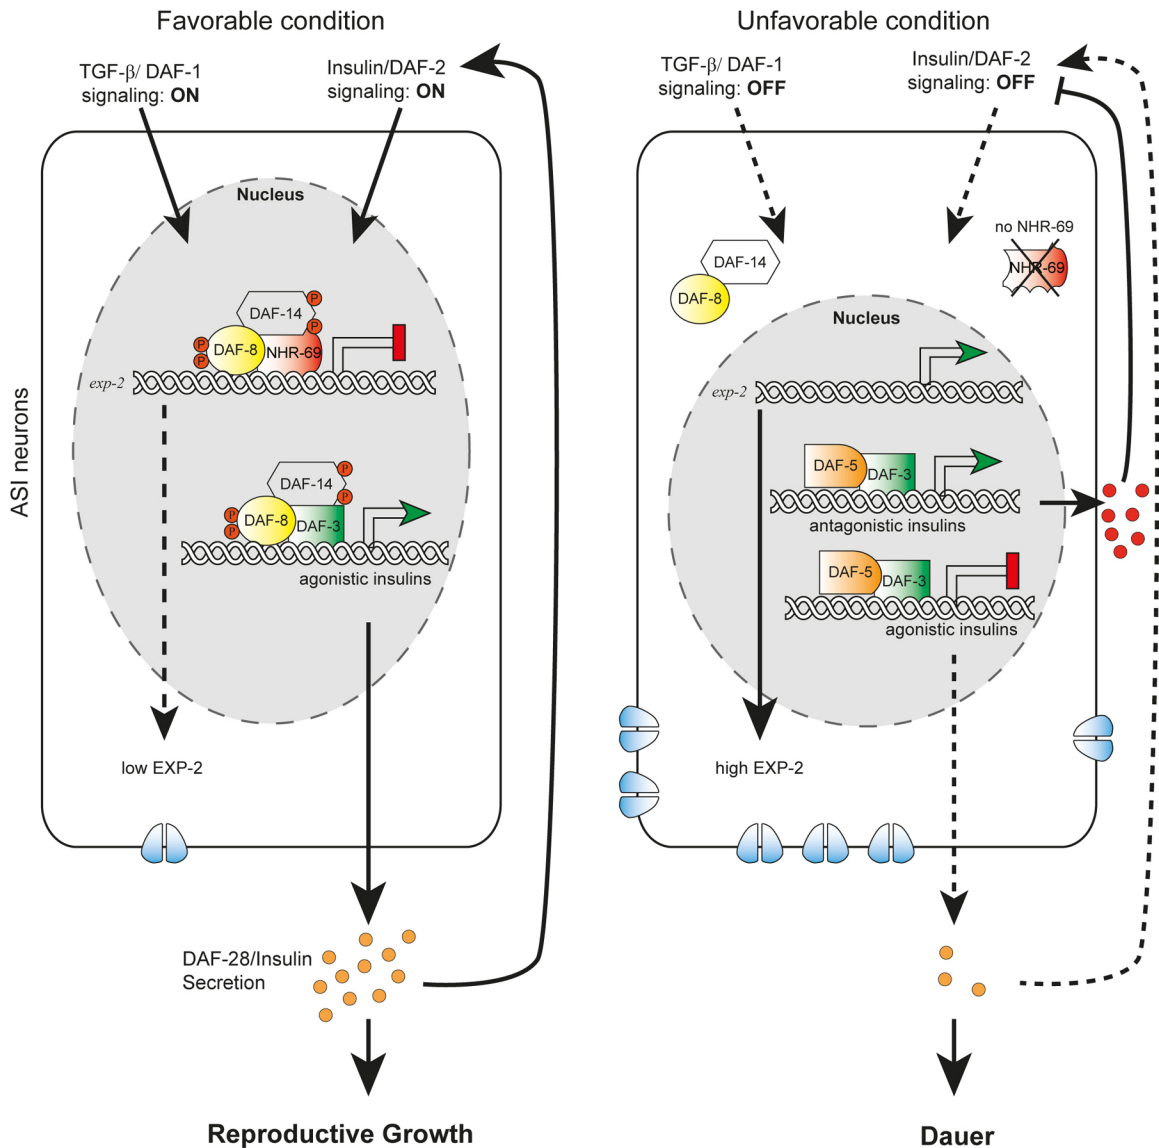 Favorable condition
TGF-β/ DAF-1
signaling: ON
Insulin/DAF-2
signaling: ON
Nucleus
DAF-14
P
P
DAF-8
NHR-69
P
P
exp-2
DAF-14
P
P
DAF-8
DAF-3
P
P
agonistic insulins
ASI neurons
low EXP-2
DAF-28/Insulin
Secretion
Reproductive Growth
Unfavorable condition
TGF-β/ DAF-1
signaling: OFF
Insulin/DAF-2
signaling: OFF
no NHR-69
NHR-69
DAF-14
DAF-8
Nucleus
exp-2
DAF-5
DAF-3
antagonistic insulins
DAF-5
DAF-3
agonistic insulins
high EXP-2
Dauer